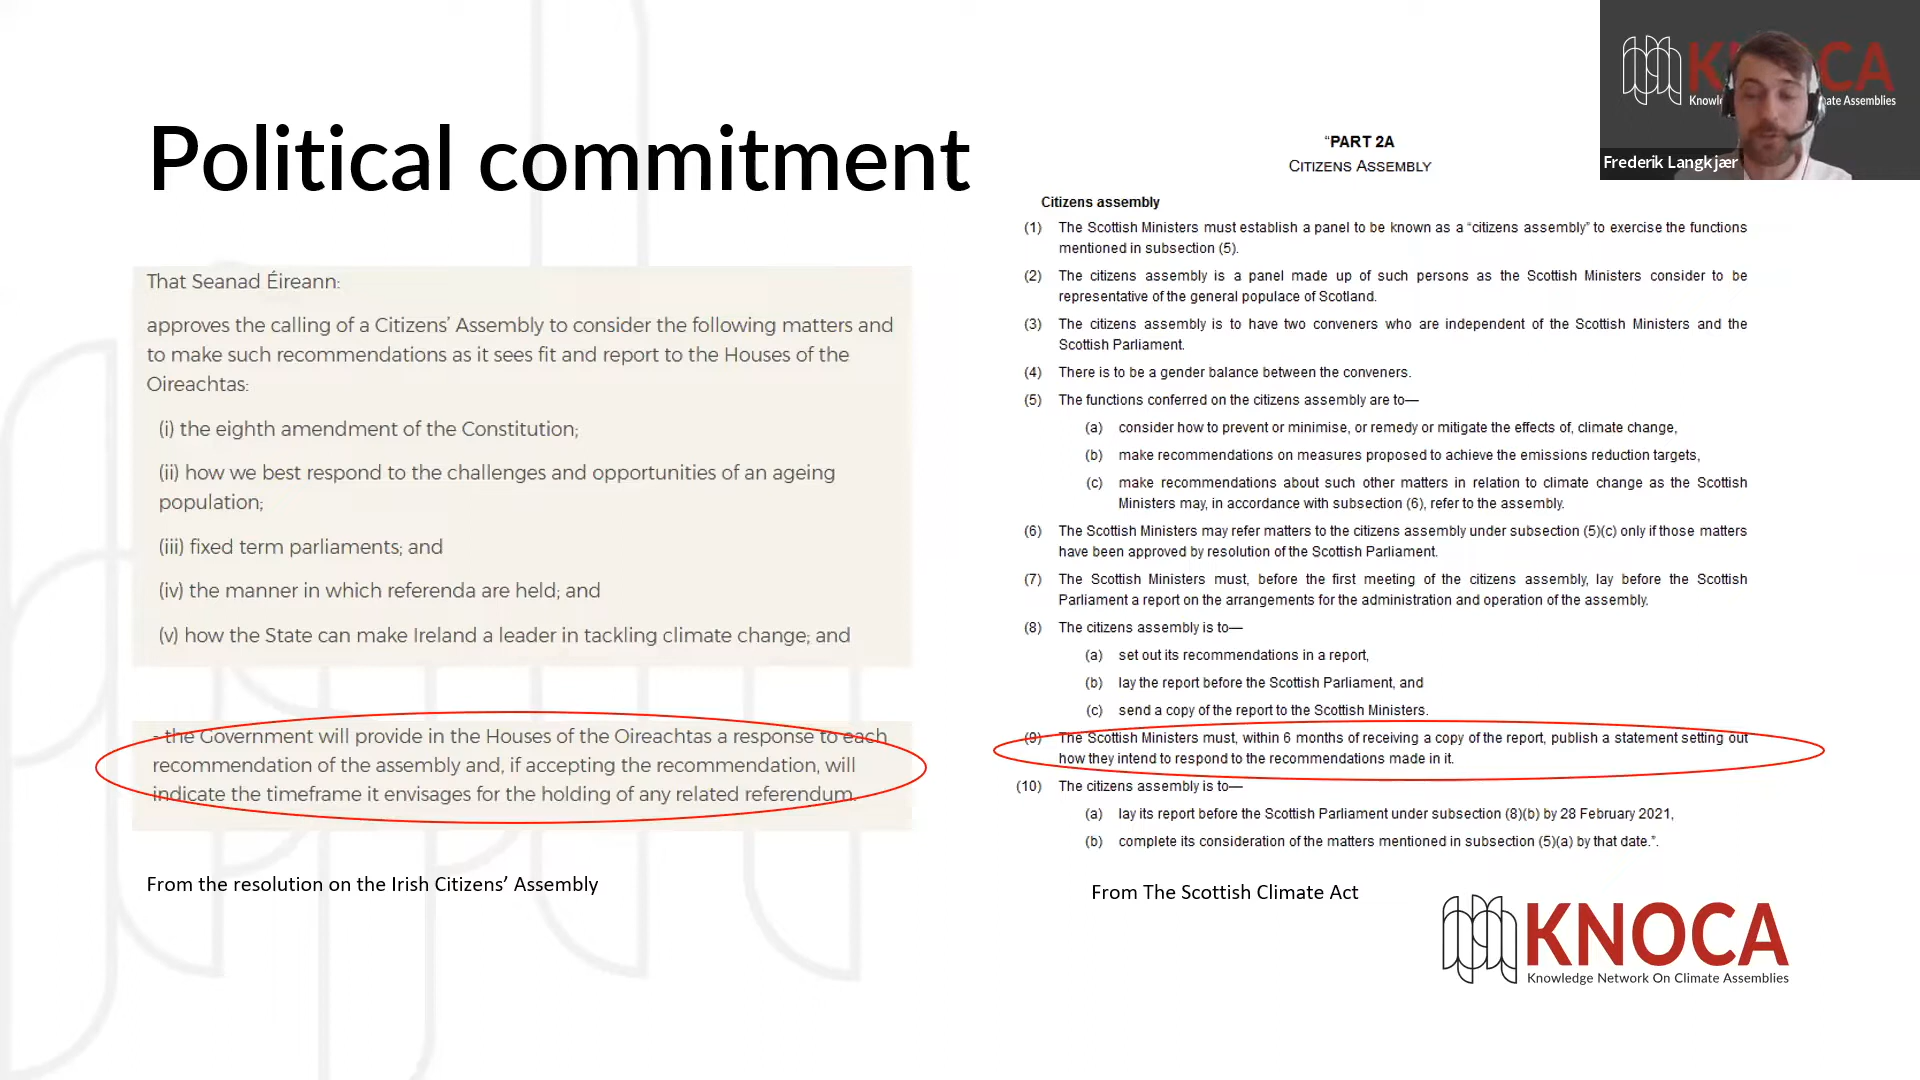 Political commitment
That Seanad Éireann:
approves the calling of a Citizens’ Assembly to consider the following matters and
to make such recommendations as it sees fit and report to the Houses of the
Oireachtas:
(i) the eighth amendment of the Constitution;
(ii) how we best respond to the challenges and opportunities of an ageing
population;
(iii) fixed term parliaments; and
(iv) the manner in which referenda are held; and
(v) how the State can make Ireland a leader in tackling climate change; and
- the Government will provide in the Houses of the Oireachtas a response to each
recommendation of the assembly and, if accepting the recommendation, will
indicate the timeframe it envisages for the holding of any related referendum.
From the resolution on the Irish Citizens’ Assembly
“PART 2A
CITIZENS ASSEMBLY
Citizens assembly
(1) The Scottish Ministers must establish a panel to be known as a “citizens assembly” to exercise the functions
mentioned in subsection (5).
(2) The citizens assembly is a panel made up of such persons as the Scottish Ministers consider to be
representative of the general populace of Scotland.
(3) The citizens assembly is to have two conveners who are independent of the Scottish Ministers and the
Scottish Parliament.
(4) There is to be a gender balance between the conveners.
(5) The functions conferred on the citizens assembly are to—
(a) consider how to prevent or minimise, or remedy or mitigate the effects of, climate change,
(b) make recommendations on measures proposed to achieve the emissions reduction targets,
(c) make recommendations about such other matters in relation to climate change as the Scottish
Ministers may, in accordance with subsection (6), refer to the assembly.
(6) The Scottish Ministers may refer matters to the citizens assembly under subsection (5)(c) only if those matters
have been approved by resolution of the Scottish Parliament.
(7) The Scottish Ministers must, before the first meeting of the citizens assembly, lay before the Scottish
Parliament a report on the arrangements for the administration and operation of the assembly.
(8) The citizens assembly is to—
(a) set out its recommendations in a report,
(b) lay the report before the Scottish Parliament, and
(c) send a copy of the report to the Scottish Ministers.
(9) The Scottish Ministers must, within 6 months of receiving a copy of the report, publish a statement setting out
how they intend to respond to the recommendations made in it.
(10) The citizens assembly is to—
(a) lay its report before the Scottish Parliament under subsection (8)(b) by 28 February 2021,
(b) complete its consideration of the matters mentioned in subsection (5)(a) by that date.”.
From The Scottish Climate Act
KNOCA
Knowledge Network On Climate Assemblies
K CA
Knowl ate Assemblies
Frederik Langkjær